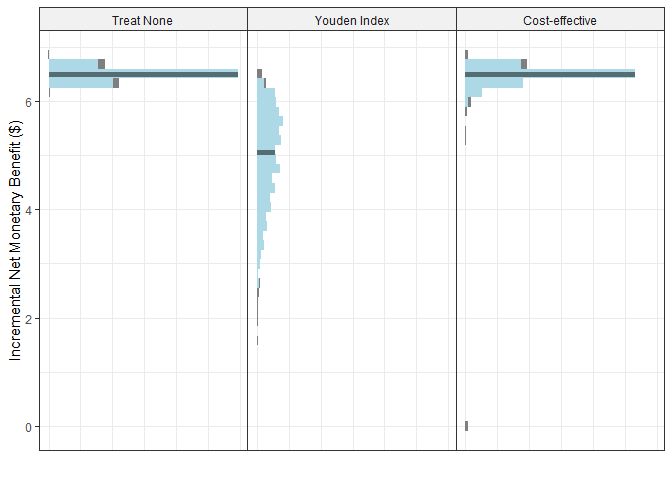 Treat None
Youden Index
Cost-effective
Incremental Net Monetary Benefit ($)
6
4
2
0